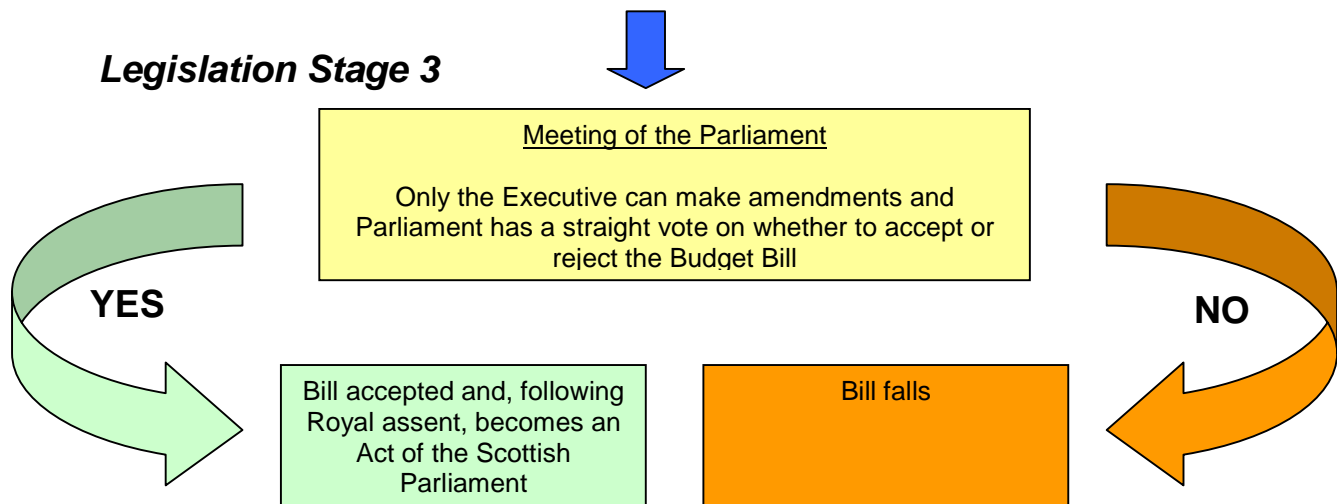 Legislation Stage 3
Meeting of the Parliament
Only the Executive can make amendments and
Parliament has a straight vote on whether to accept or
reject the Budget Bill
YES
NO
Bill accepted and, following
Royal assent, becomes an
Act of the Scottish
Parliament
Bill falls